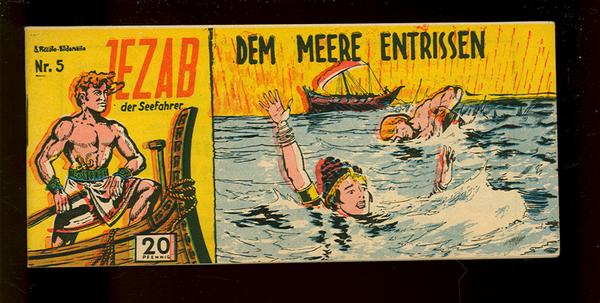 Nr. 5
JEZAB
der Seefahrer
DEM MEERE ENTRISSEN
20
PFENNIG